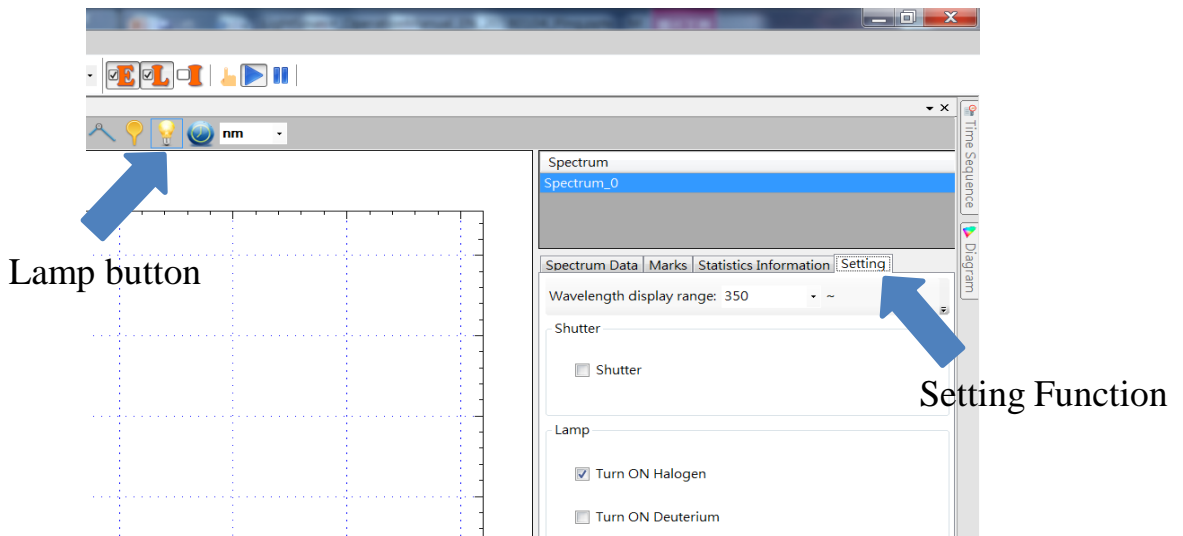 E L I
nm
Time Sequence
Diagram
Spectrum
Spectrum_0
Lamp button
Spectrum Data Marks Statistics Information Setting
Wavelength display range: 350 ~
Shutter
Shutter
Setting Function
Lamp
Turn ON Halogen
Turn ON Deuterium